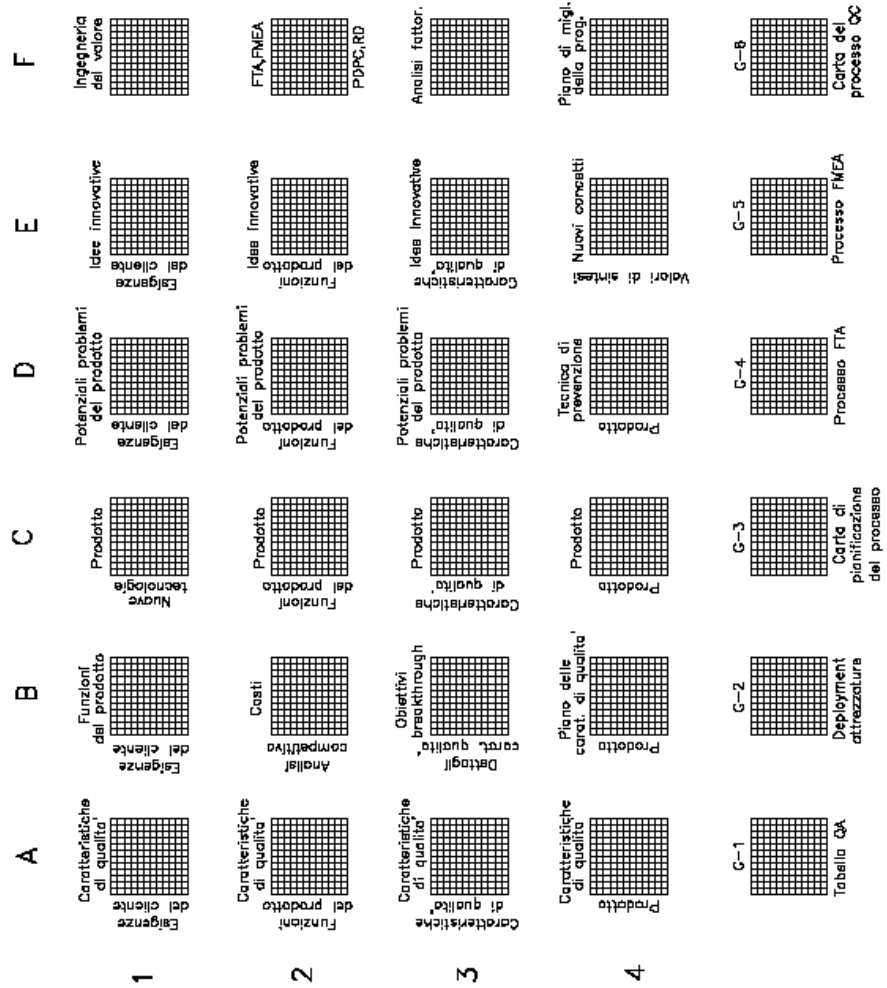 A
B
C
D
E
F
1
Caratteristiche
di qualita'
Esigenze
del cliente
Funzioni
del prodotto
Esigenze
del cliente
Prodotto
Nuove
tecnologie
Potenziali problemi
del prodotto
Esigenze
del cliente
Idee innovative
Esigenze
del cliente
Ingegneria
del valore
2
Caratteristiche
di qualita'
Funzioni
del prodotto
Costi
Analisi
competitiva
Prodotto
Funzioni
del prodotto
Potenziali problemi
del prodotto
Funzioni
del prodotto
Idee Innovative
Funzioni
del prodotto
FTA,FMEA
PDPC,RD
3
Caratteristiche
di qualita'
Caratteristiche
di qualita'
Obiettivi
breakthrough
Dettagli
carat. qualita'
Prodotto
Caratteristiche
di qualita'
Potenziali problemi
del prodotto
Caratteristiche
di qualita'
Idee Innovative
Caratteristiche
di qualita'
Analisi fattor.
4
Caratteristiche
di qualita'
Prodotto
Piano delle
carat. di qualita'
Prodotto
Prodotto
Prodotto
Tecnica di
prevenzione
Prodotto
Nuovi concetti
Valori di sintesi
Piano di migl.
della prog.
G-1
Tabella QA
G-2
Deployment
attrezzature
G-3
Carta di
pianificazione
del processo
G-4
Processo FTA
G-5
Processo FMEA
G-6
Carta del
processo QC